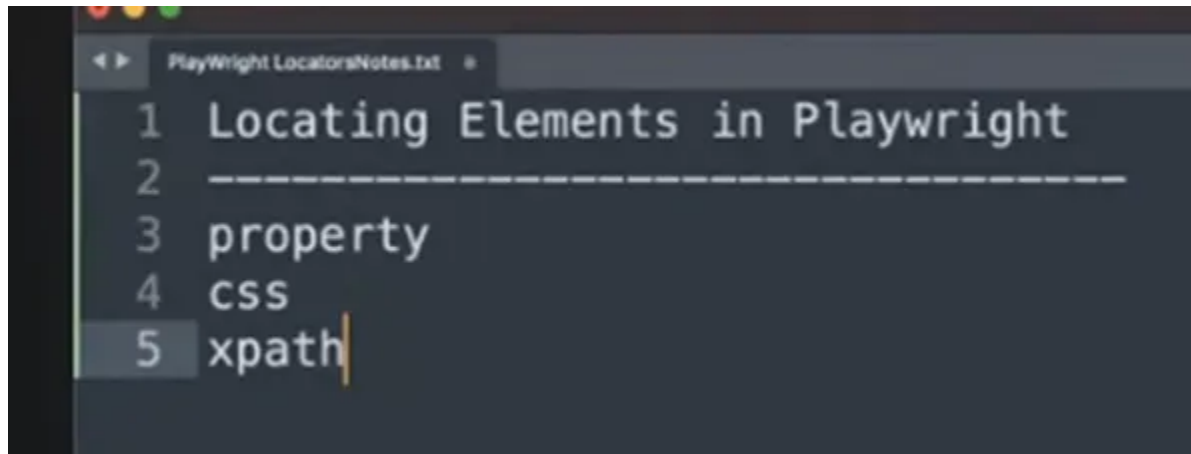 PlayWright LocatorsNotes.txt
1 Locating Elements in Playwright
2 ----------------------------------
3 property
4 css
5 xpath